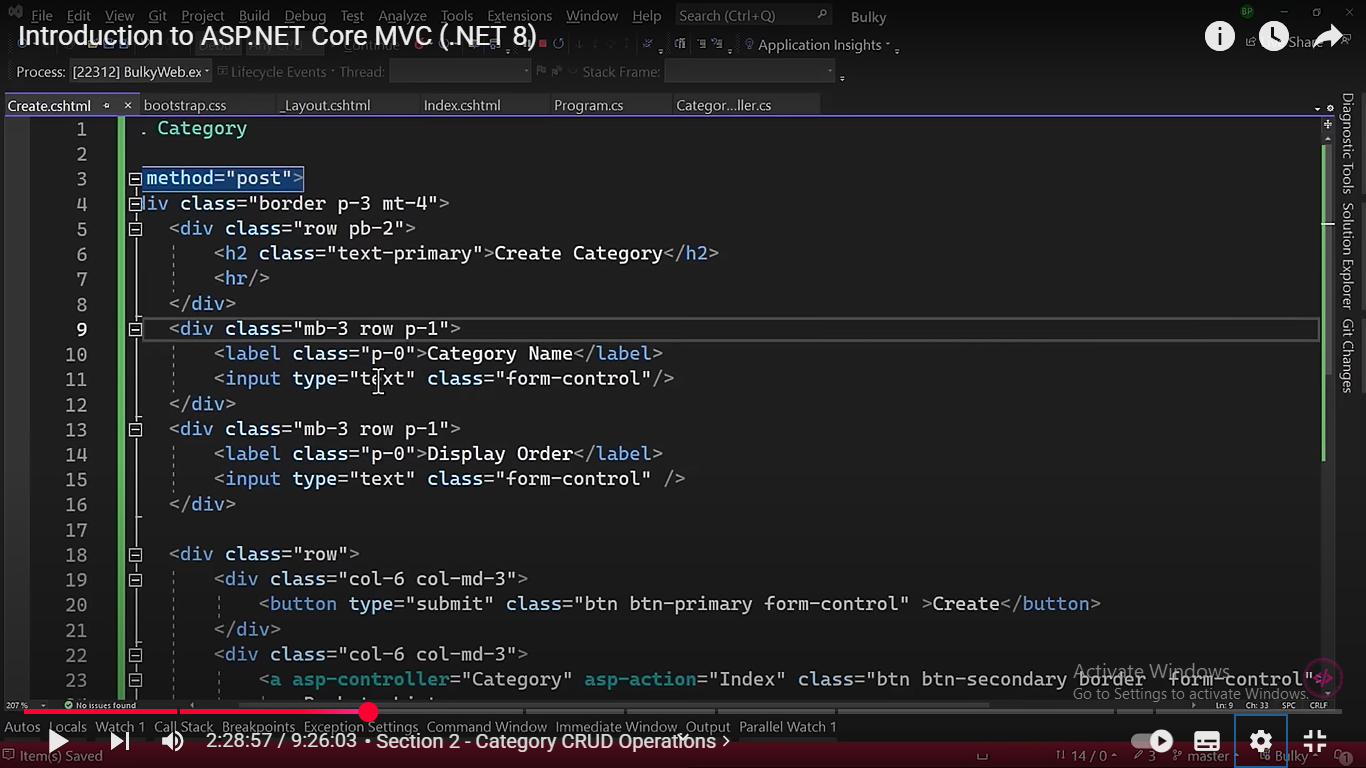 File Edit View Git Project Build Debug Test Analyze Tools Extensions Window Help Search (Ctrl+Q) Bulky BP
Introduction to ASP.NET Core MVC (.NET 8)
Application Insights
Share
Process: [22312] BulkyWeb.ex Lifecycle Events Thread: Stack Frame:
Create.cshtml bootstrap.css _Layout.cshtml Index.cshtml Program.cs Categor...ller.cs
1 . Category
2
3 method="post">
4 div class="border p-3 mt-4">
5 <div class="row pb-2">
6 <h2 class="text-primary">Create Category</h2>
7 <hr/>
8 </div>
9 <div class="mb-3 row p-1">
10 <label class="p-0">Category Name</label>
11 <input type="text" class="form-control"/>
12 </div>
13 <div class="mb-3 row p-1">
14 <label class="p-0">Display Order</label>
15 <input type="text" class="form-control" />
16 </div>
17
18 <div class="row">
19 <div class="col-6 col-md-3">
20 <button type="submit" class="btn btn-primary form-control" >Create</button>
21 </div>
22 <div class="col-6 col-md-3">
23 <a asp-controller="Category" asp-action="Index" class="btn btn-secondary border form-control">
Diagnostic Tools
Solution Explorer
Git Changes
Activate Windows
Go to Settings to activate Windows.
207 % No issues found Ln: 9 Ch: 33 SPC CRLF
Autos Locals Watch 1 Call Stack Breakpoints Exception Settings Command Window Immediate Window Output Parallel Watch 1
2:28:57 / 9:26:03 • Section 2 - Category CRUD Operations >
Item(s) Saved 14 / 0 3 master Bulky 1